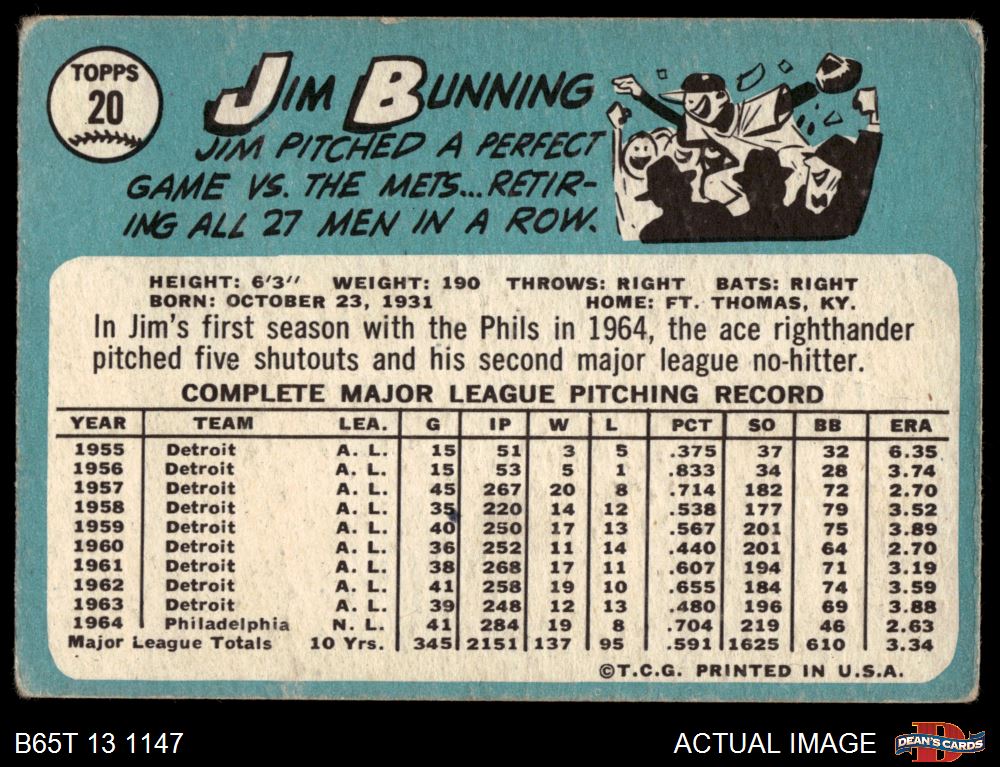 TOPPS
20
JIM BUNNING
JIM PITCHED A PERFECT
GAME VS. THE METS...RETIR-
ING ALL 27 MEN IN A ROW.
HEIGHT: 6'3" WEIGHT: 190 THROWS: RIGHT BATS: RIGHT
BORN: OCTOBER 23, 1931 HOME: FT. THOMAS, KY.
In Jim's first season with the Phils in 1964, the ace righthander
pitched five shutouts and his second major league no-hitter.
COMPLETE MAJOR LEAGUE PITCHING RECORD
YEAR TEAM LEA. G IP W L PCT SO BB ERA
1955 Detroit A. L. 15 51 3 5 .375 37 32 6.35
1956 Detroit A. L. 15 53 5 1 .833 34 28 3.74
1957 Detroit A. L. 45 267 20 8 .714 182 72 2.70
1958 Detroit A. L. 35 220 14 12 .538 177 79 3.52
1959 Detroit A. L. 40 250 17 13 .567 201 75 3.89
1960 Detroit A. L. 36 252 11 14 .440 201 64 2.70
1961 Detroit A. L. 38 268 17 11 .607 194 71 3.19
1962 Detroit A. L. 41 258 19 10 .655 184 74 3.59
1963 Detroit A. L. 39 248 12 13 .480 196 69 3.88
1964 Philadelphia N. L. 41 284 19 8 .704 219 46 2.63
Major League Totals 10 Yrs. 345 2151 137 95 .591 1625 610 3.34
©T.C.G. PRINTED IN U.S.A.
B65T 13 1147 ACTUAL IMAGE D DEAN'S CARDS